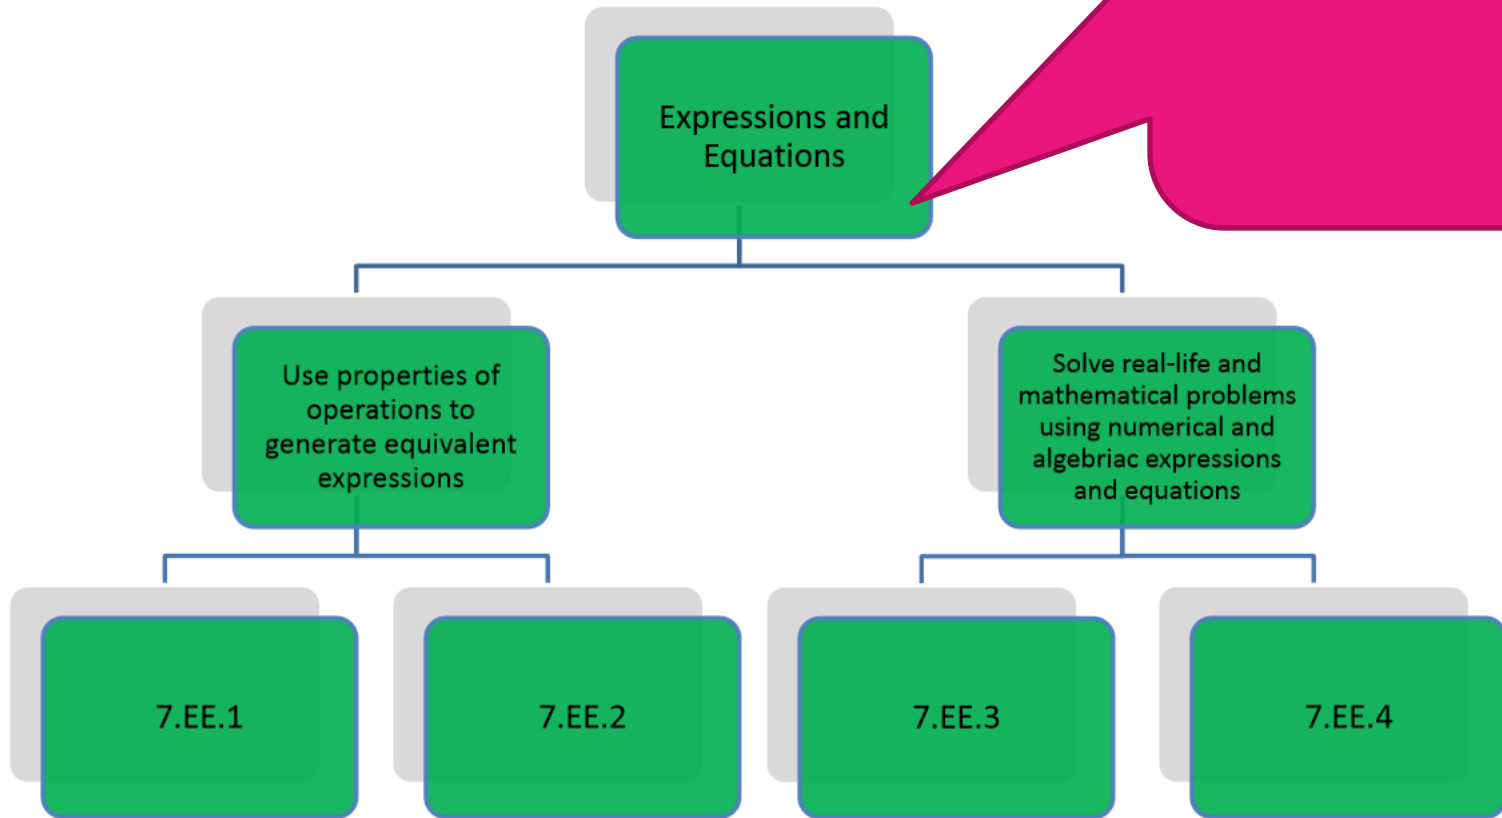 Expressions and
Equations
Use properties of
operations to
generate equivalent
expressions
Solve real-life and
mathematical problems
using numerical and
algebriac expressions
and equations
7.EE.1
7.EE.2
7.EE.3
7.EE.4